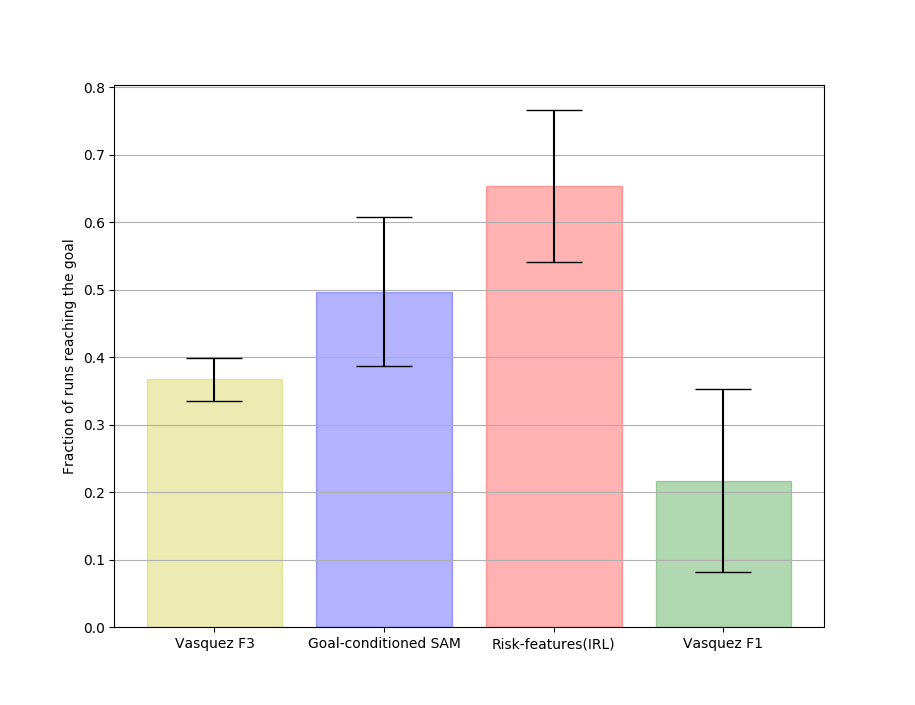 Fraction of runs reaching the goal
0.8
0.7
0.6
0.5
0.4
0.3
0.2
0.1
0.0
Vasquez F3
Goal-conditioned SAM
Risk-features(IRL)
Vasquez F1